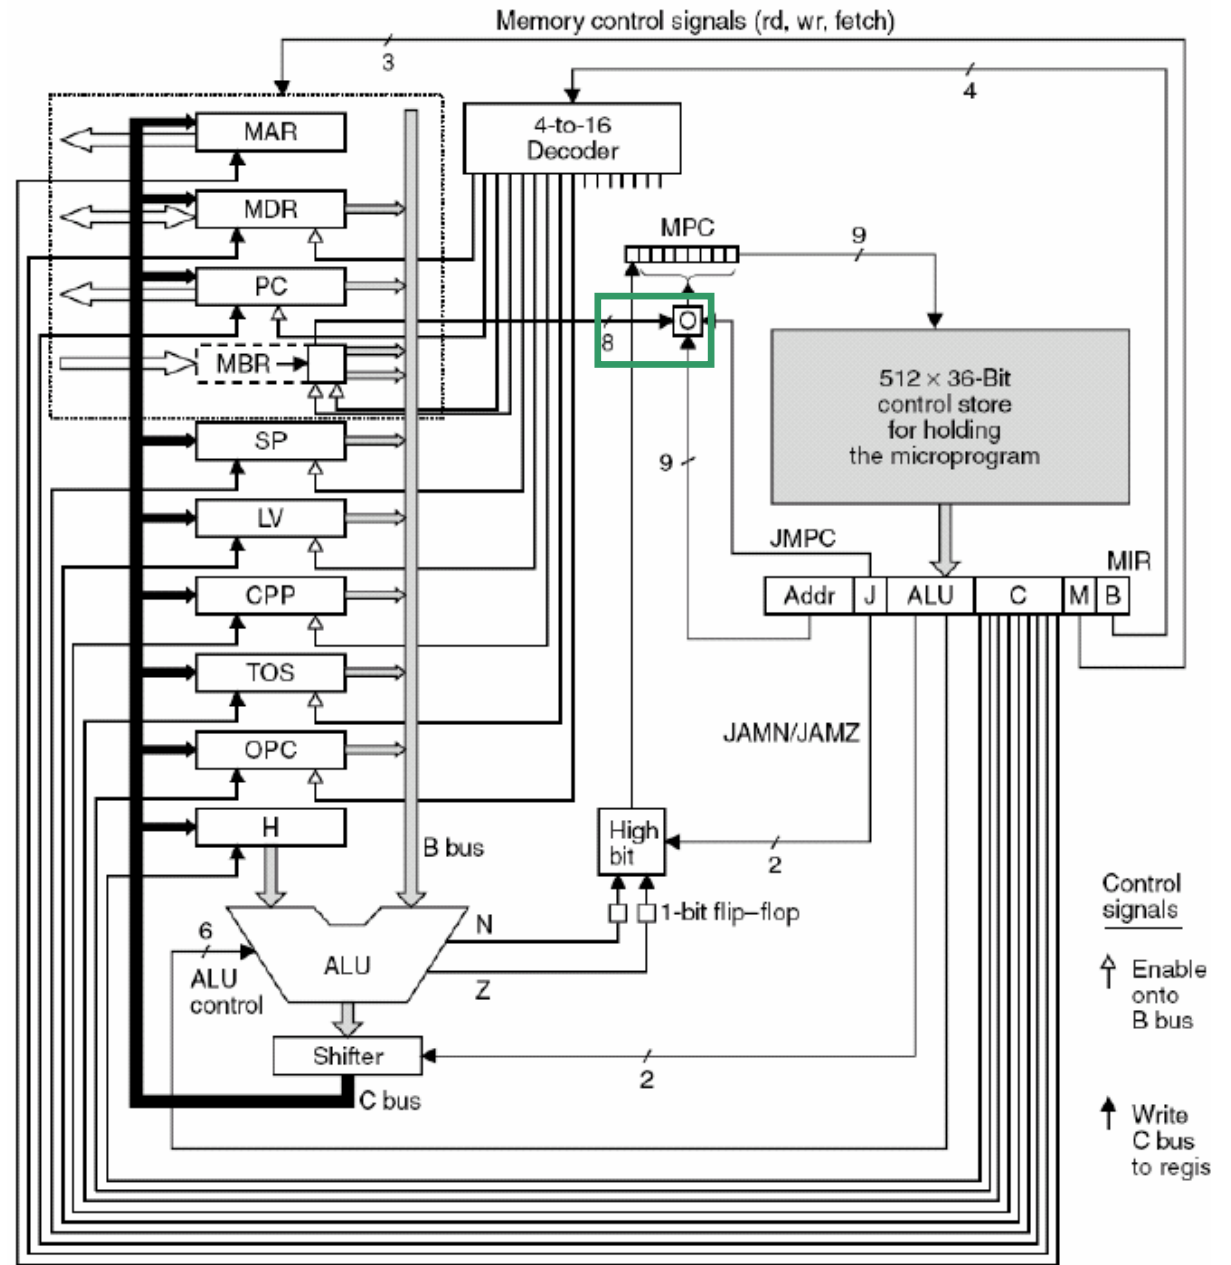 Memory control signals (rd, wr, fetch)
3
4
MAR
4-to-16
Decoder
MDR
MPC
9
PC
O
8
MBR
512 × 36-Bit
control store
for holding
the microprogram
SP
9
LV
JMPC
MIR
CPP
Addr
J
ALU
C
M
B
TOS
JAMN/JAMZ
OPC
H
High
bit
2
B bus
Control
signals
1-bit flip–flop
6
N
ALU
ALU
control
Z
Enable
onto
B bus
Shifter
2
C bus
Write
C bus
to regis